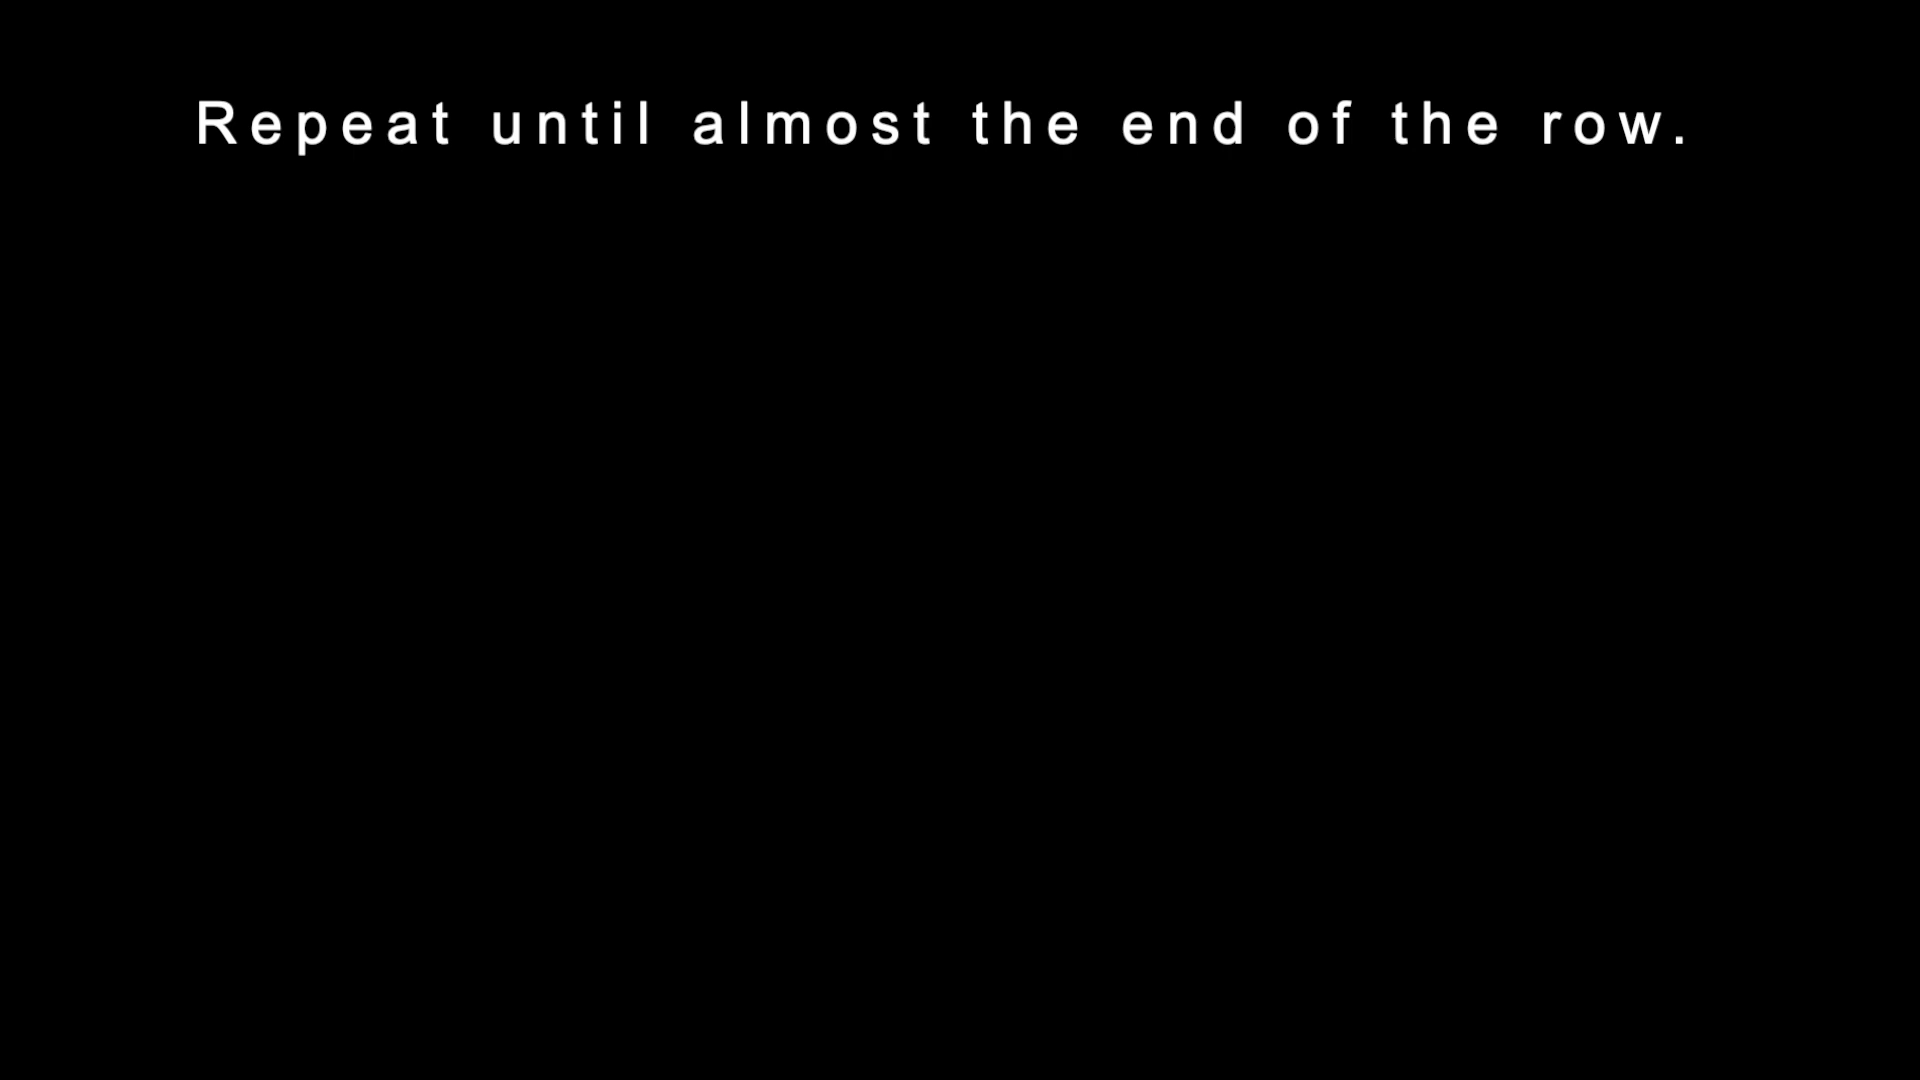 Repeat until almost the end of the row.